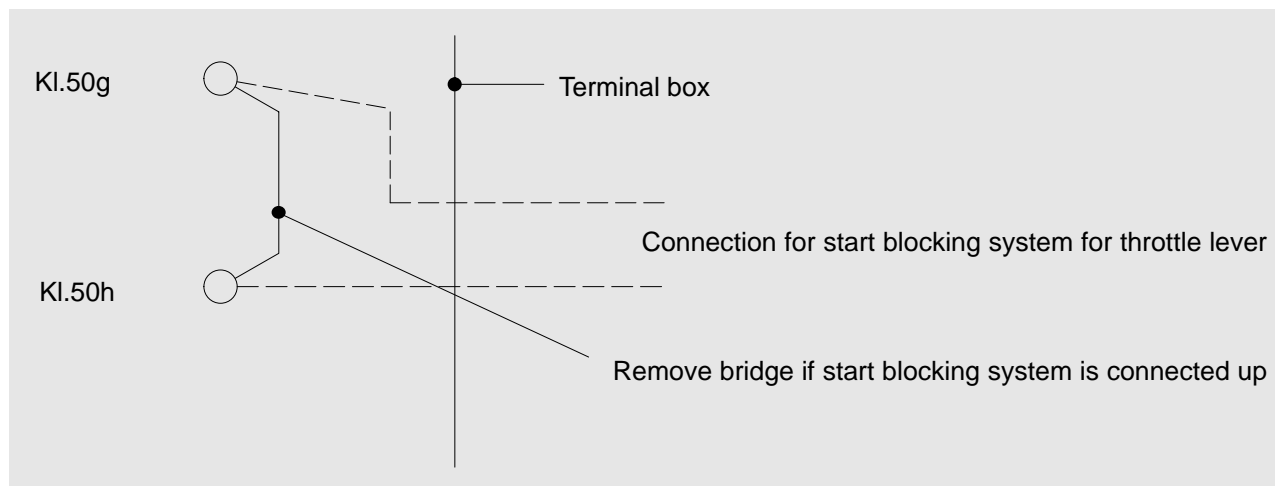 Kl.50g
Terminal box
Connection for start blocking system for throttle lever
Kl.50h
Remove bridge if start blocking system is connected up